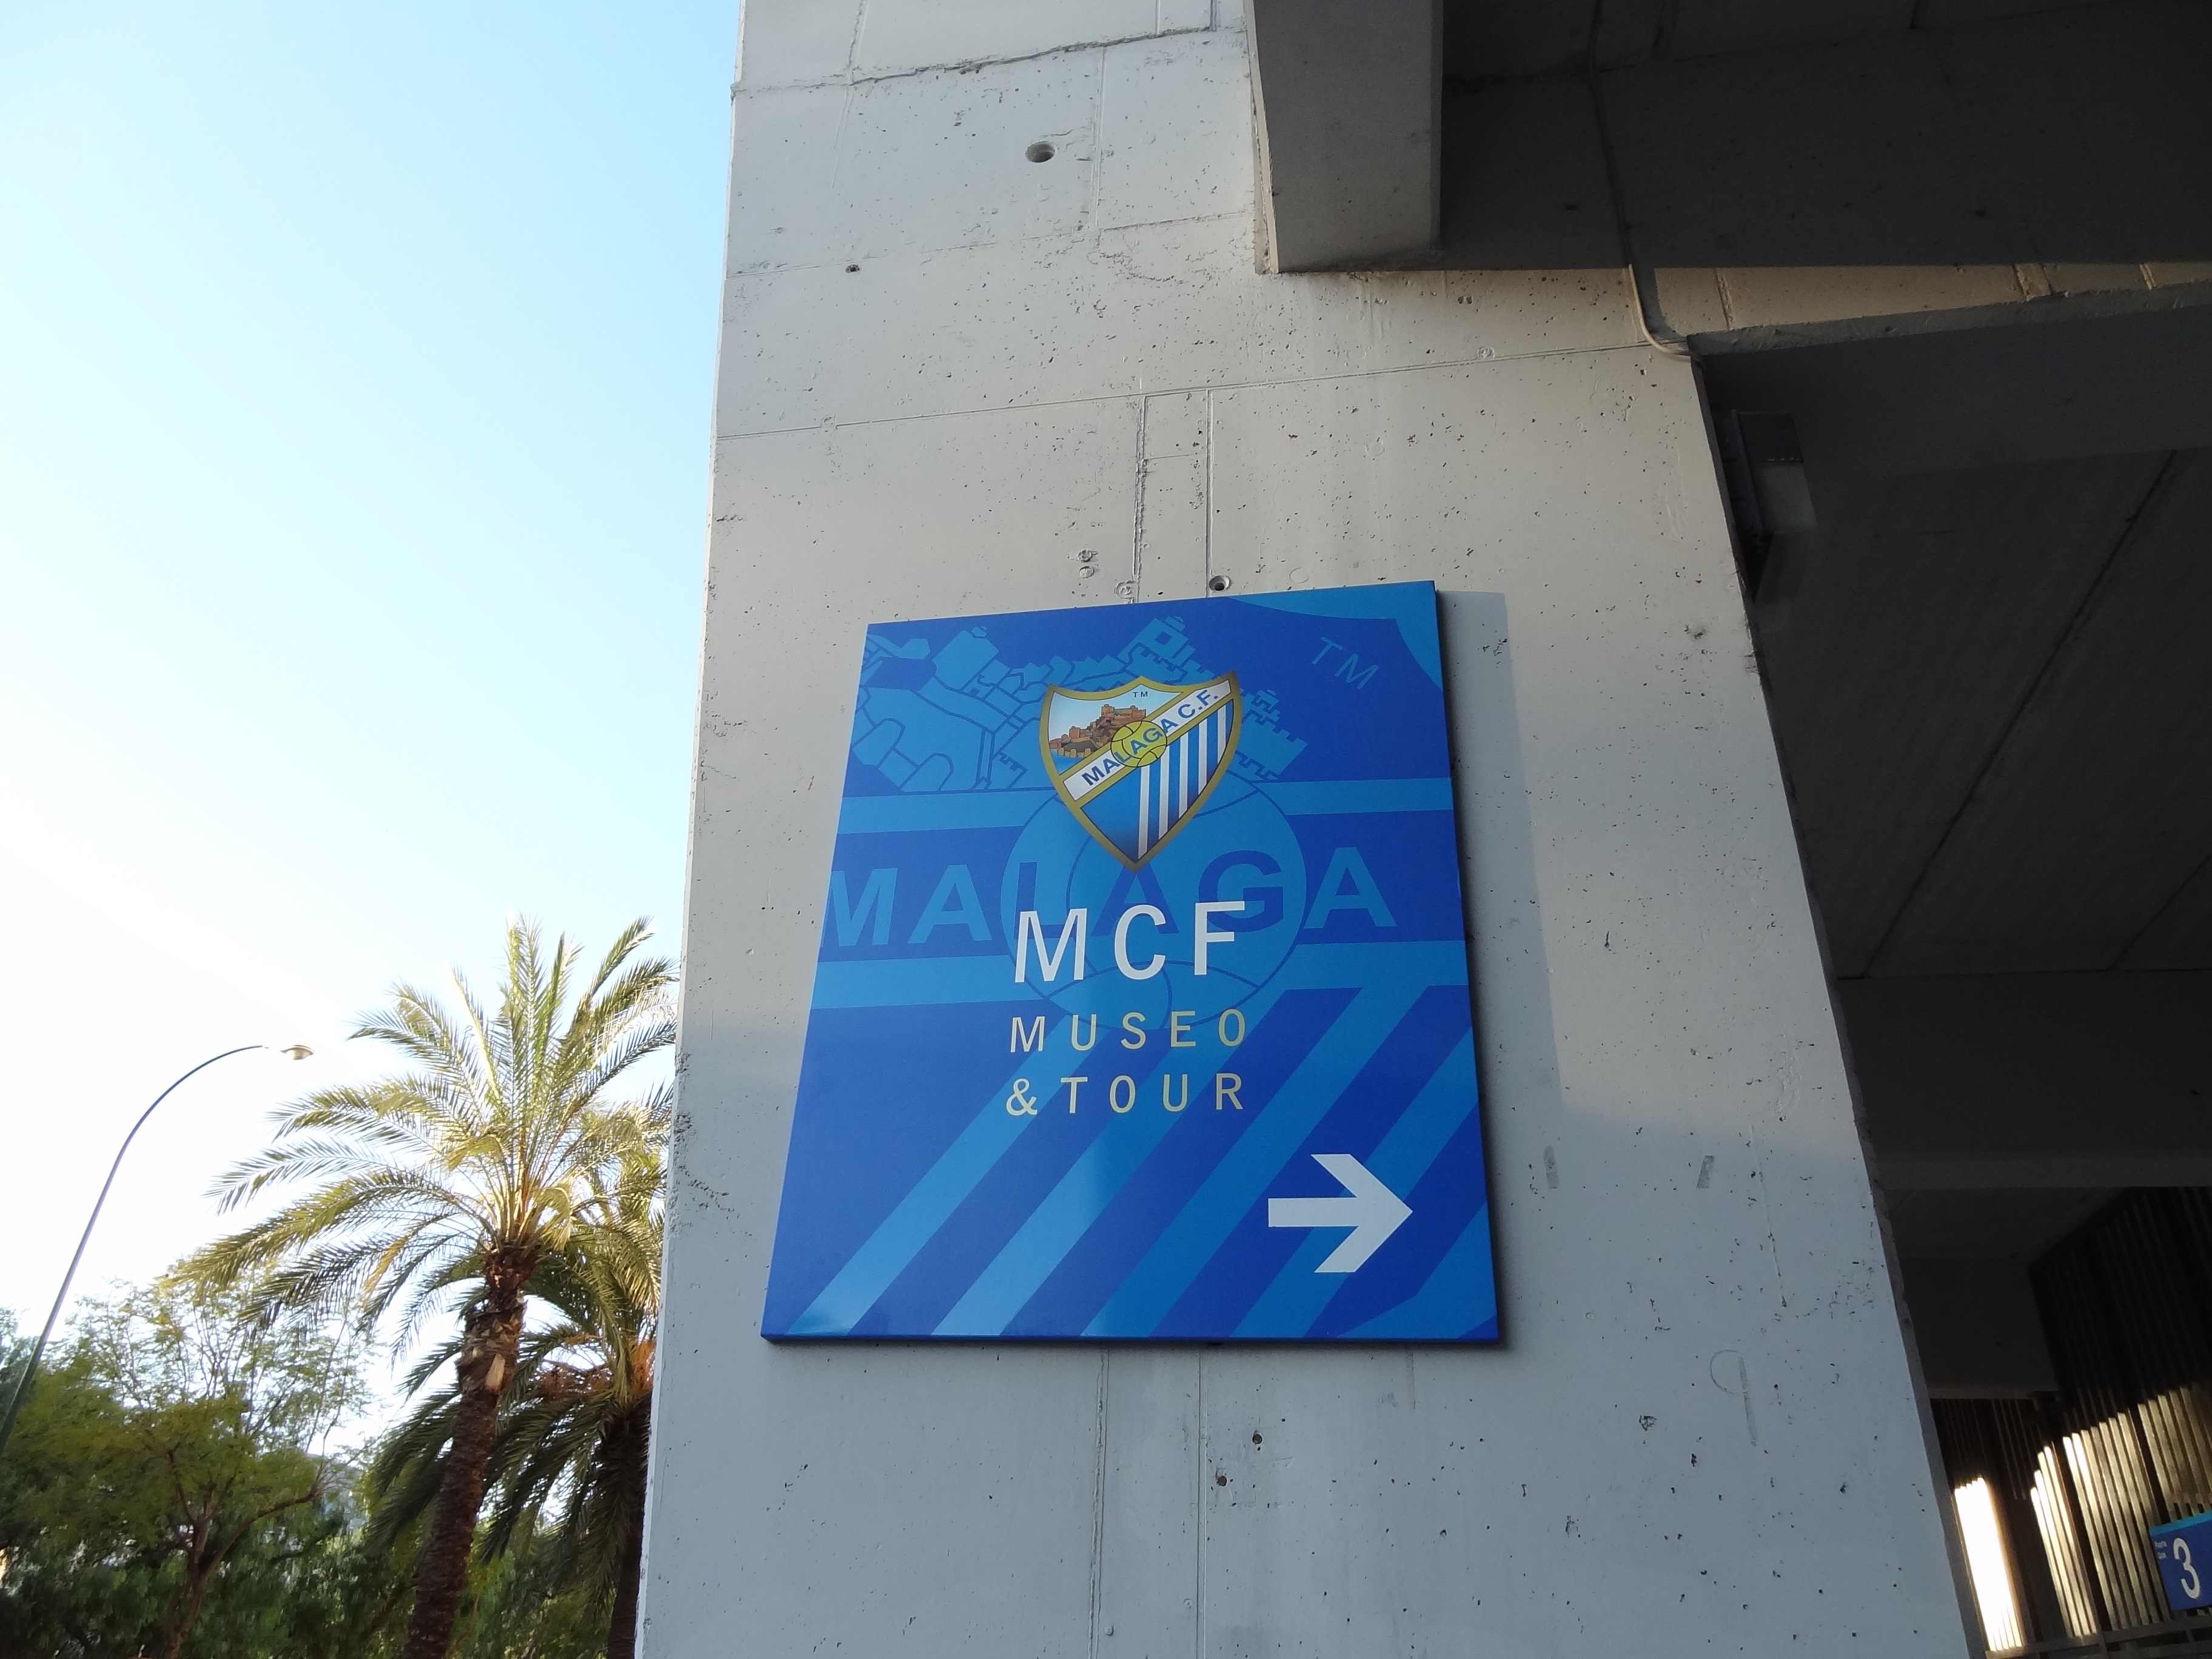 TM
TM
MALAGA C.F.
MALAGA
MCF
MUSEO
& TOUR
3